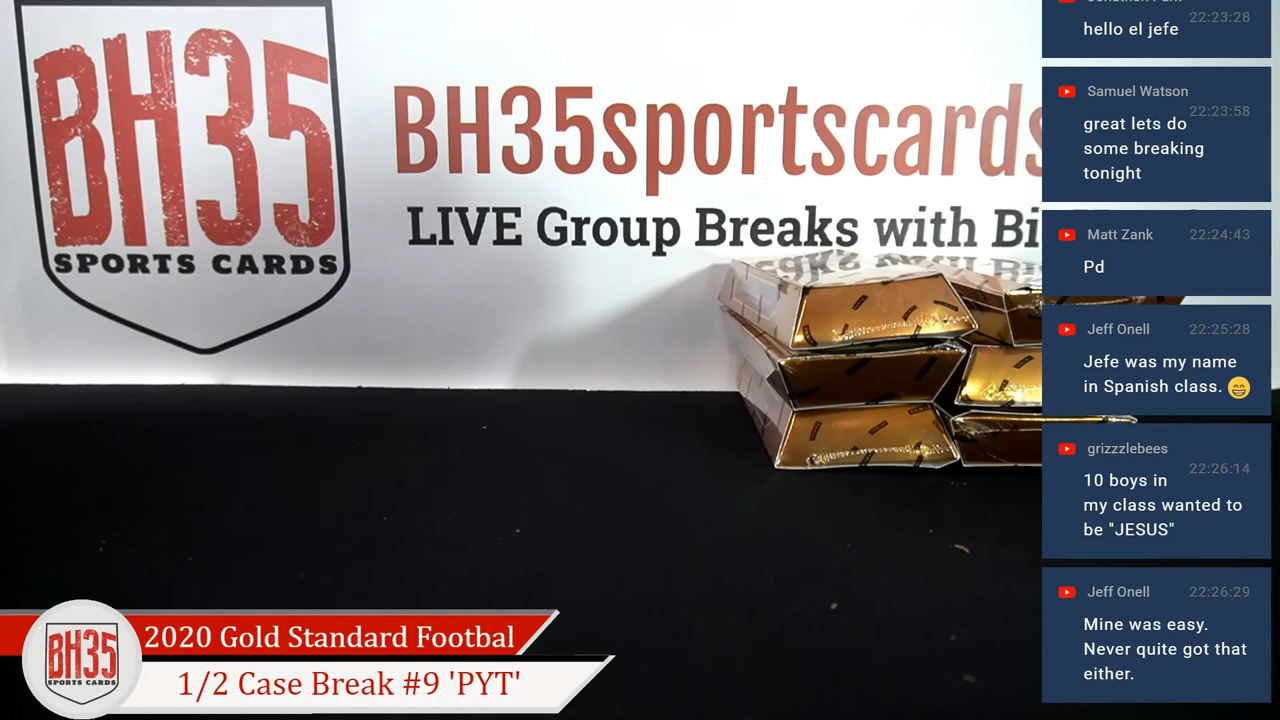 BH35
SPORTS CARDS
BH35sportscards
LIVE Group Breaks with Bi
22:23:28
hello el jefe
Samuel Watson
22:23:58
great lets do
some breaking
tonight
Matt Zank 22:24:43
Pd
Jeff Onell 22:25:28
Jefe was my name
in Spanish class. 😄
grizzzlebees
22:26:14
10 boys in
my class wanted to
be "JESUS"
Jeff Onell 22:26:29
Mine was easy.
Never quite got that
either.
BH35
SPORTS CARDS
2020 Gold Standard Footbal
1/2 Case Break #9 'PYT'